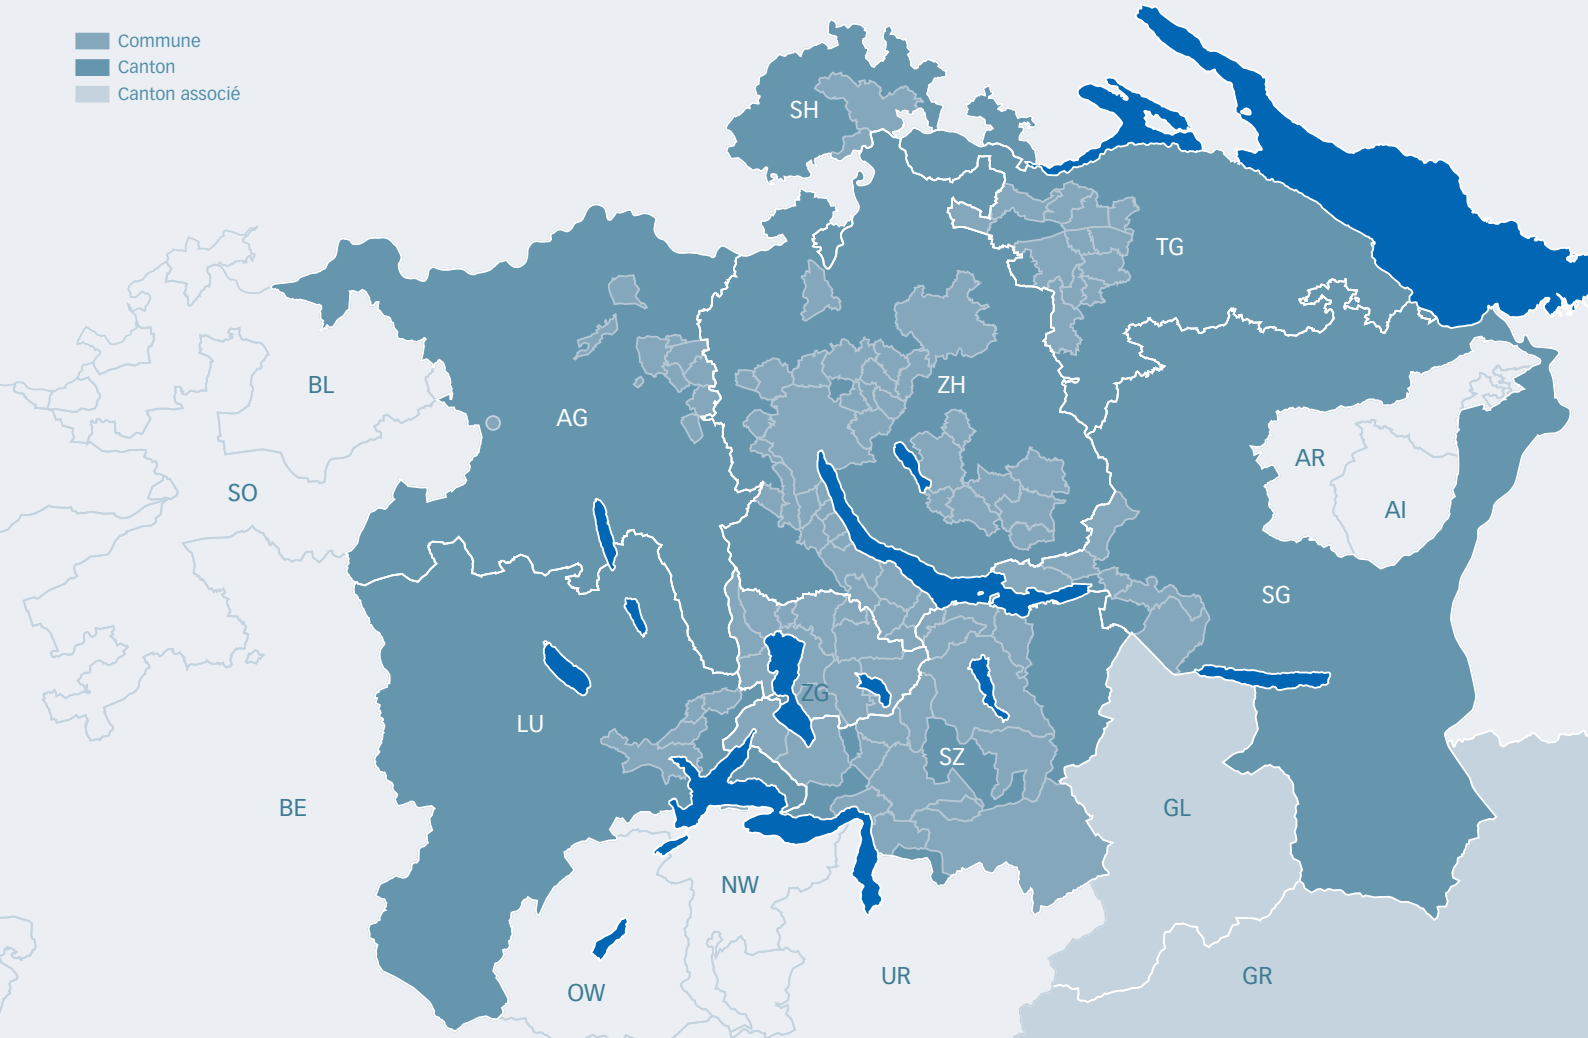 Commune
Canton
Canton associé
SH
TG
BL
ZH
AG
AR
SO
AI
SG
ZG
LU
SZ
BE
GL
NW
UR
GR
OW